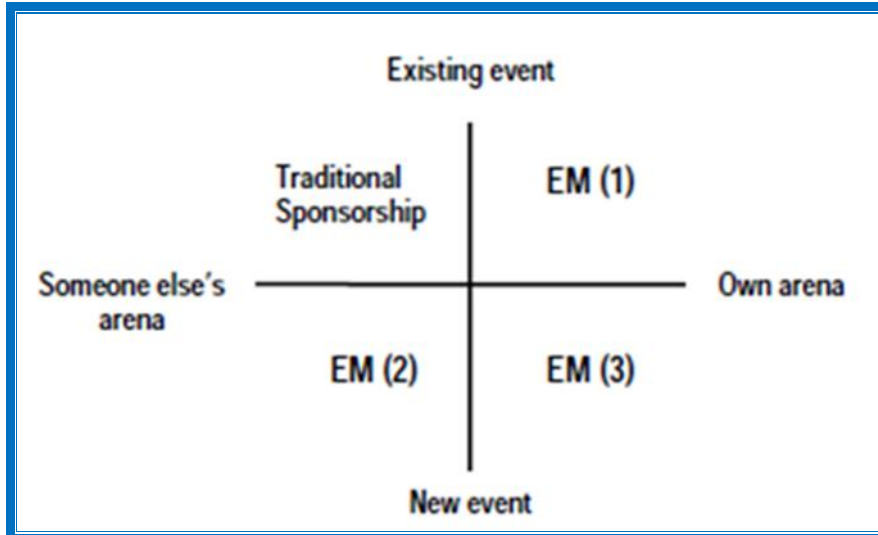 Existing event
Traditional
Sponsorship
EM (1)
Someone else's
arena
Own arena
EM (2)
EM (3)
New event